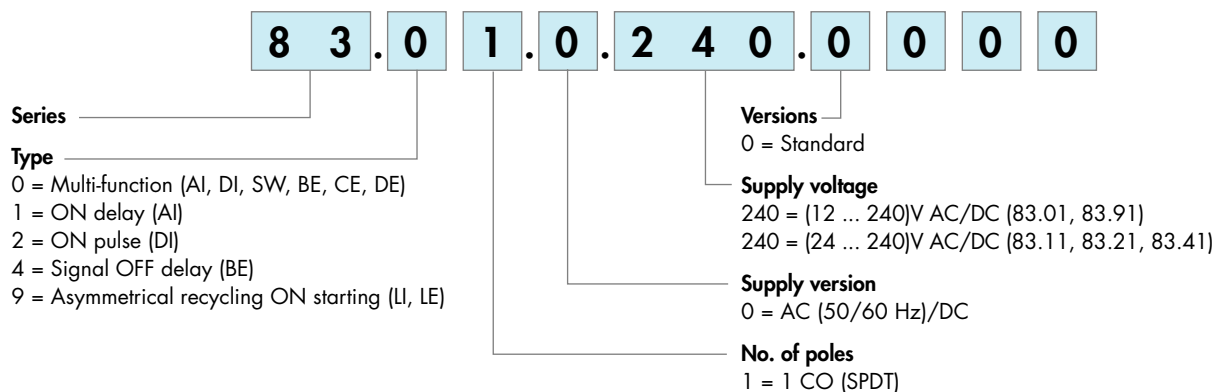 8 3 . 0 1 . 0 . 2 4 0 . 0 0 0 0
Series
Type
0 = Multi-function (AI, DI, SW, BE, CE, DE)
1 = ON delay (AI)
2 = ON pulse (DI)
4 = Signal OFF delay (BE)
9 = Asymmetrical recycling ON starting (LI, LE)
Versions
0 = Standard
Supply voltage
240 = (12 ... 240)V AC/DC (83.01, 83.91)
240 = (24 ... 240)V AC/DC (83.11, 83.21, 83.41)
Supply version
0 = AC (50/60 Hz)/DC
No. of poles
1 = 1 CO (SPDT)